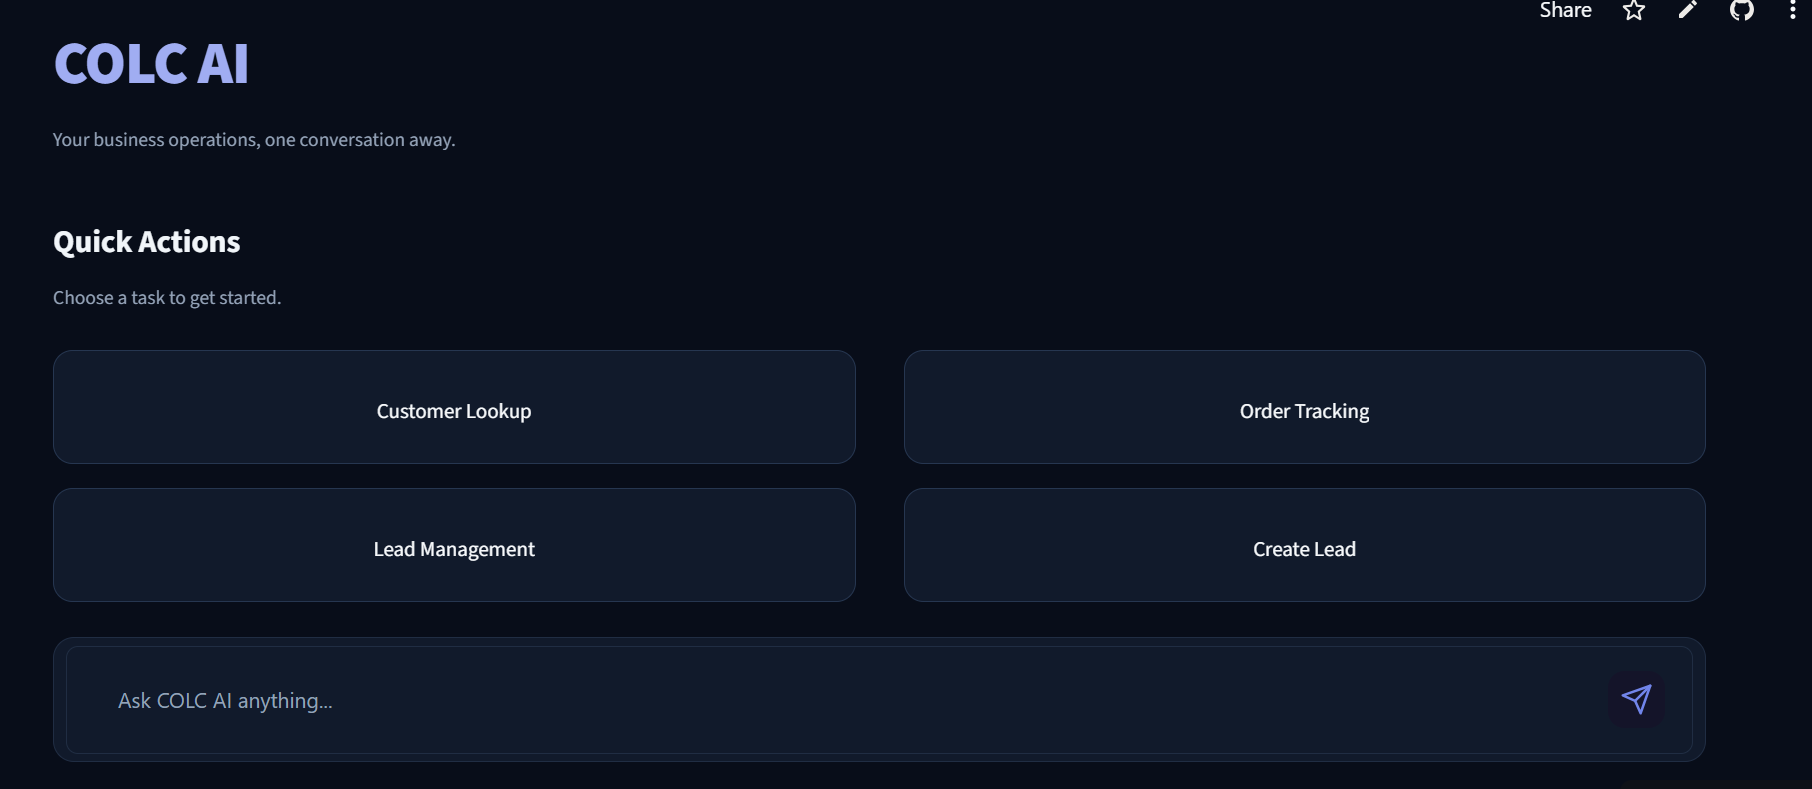 Share
COLC AI
Your business operations, one conversation away.
Quick Actions
Choose a task to get started.
Customer Lookup
Order Tracking
Lead Management
Create Lead
Ask COLC AI anything...